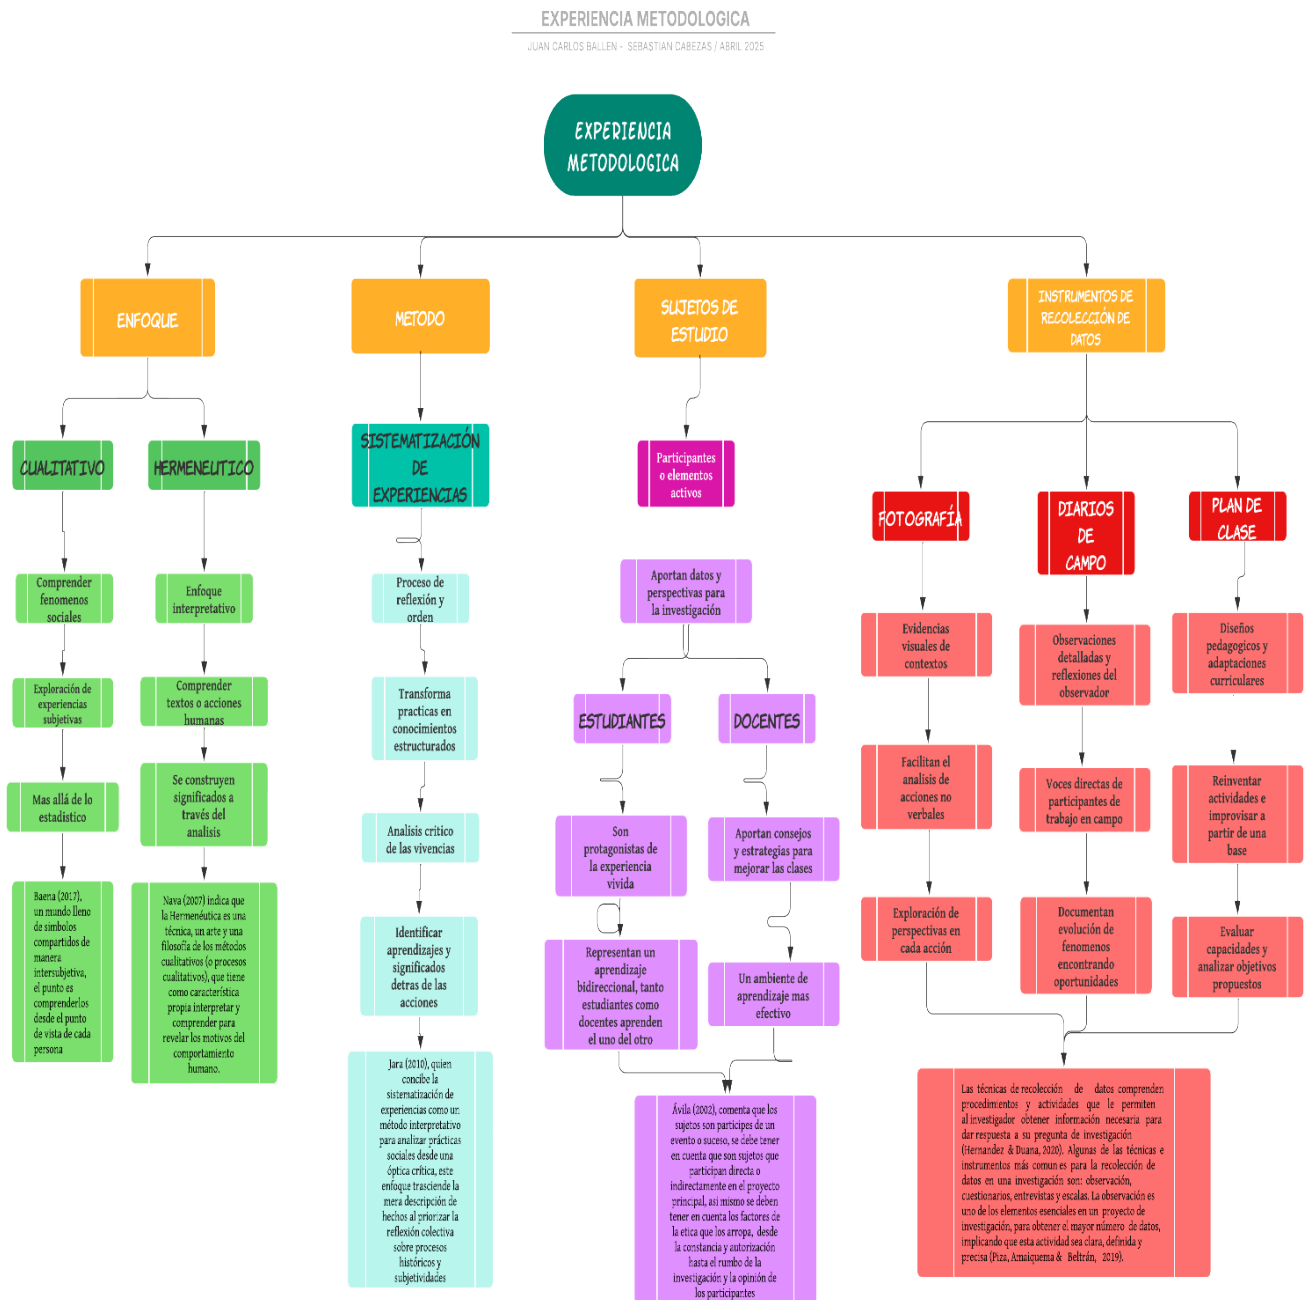 EXPERIENCIA METODOLOGICA
JUAN CARLOS BALLEN - SEBASTIAN CABEZAS / ABRIL 2025
EXPERIENCIA
METODOLOGICA
ENFOQUE
METODO
SUJETOS DE
ESTUDIO
INSTRUMENTOS DE
RECOLECCIÓN DE
DATOS
CUALITATIVO
HERMENEUTICO
SISTEMATIZACIÓN
DE
EXPERIENCIAS
Participantes
o elementos
activos
FOTOGRAFÍA
DIARIOS
DE
CAMPO
PLAN DE
CLASE
Comprender
fenomenos
sociales
Exploración de
experiencias
subjetivas
Mas allá de lo
estadistico
Baena (2017),
un mundo lleno
de simbolos
compartidos de
manera
intersubjetiva,
el punto es
comprenderlos
desde el punto
de vista de cada
persona
Enfoque
interpretativo
Comprender
textos o acciones
humanas
Se construyen
significados a
través del
analisis
Nava (2007) indica que
la Hermenéutica es una
técnica, un arte y una
filosofía de los métodos
cualitativos (o procesos
cualitativos), que tiene
como característica
propia interpretar y
comprender para
revelar los motivos del
comportamiento
humano.
Proceso de
reflexión y
orden
Transforma
practicas en
conocimientos
estructurados
Analisis critico
de las vivencias
Identificar
aprendizajes y
significados
detras de las
acciones
Jara (2010), quien
concibe la
sistematización de
experiencias como un
método interpretativo
para analizar prácticas
sociales desde una
óptica crítica, este
enfoque trasciende la
mera descripción de
hechos al priorizar la
reflexión colectiva
sobre procesos
históricos y
subjetividades
Aportan datos y
perspectivas para
la investigación
ESTUDIANTES
DOCENTES
Son
protagonistas de
la experiencia
vivida
Representan un
aprendizaje
bidireccional, tanto
estudiantes como
docentes aprenden
el uno del otro
Aportan consejos
y estrategias para
mejorar las clases
Un ambiente de
aprendizaje mas
efectivo
Ávila (2002), comenta que los
sujetos son participes de un
evento o suceso, se debe tener
en cuenta que son sujetos que
participan directa o
indirectamente en el proyecto
principal, asi mismo se deben
tener en cuenta los factores de
la etica que los arropa, desde
la constancia y autorización
hasta el rumbo de la
investigación y la opinión de
los participantes
Evidencias
visuales de
contextos
Facilitan el
analisis de
acciones no
verbales
Exploración de
perspectivas en
cada acción
Observaciones
detalladas y
reflexiones del
observador
Voces directas de
participantes de
trabajo en campo
Documentan
evolución de
fenomenos
encontrando
oportunidades
Diseños
pedagogicos y
adaptaciones
curriculares
Reinventar
actividades e
improvisar a
partir de una
base
Evaluar
capacidades y
analizar objetivos
propuestos
Las técnicas de recolección de datos comprenden
procedimientos y actividades que le permiten
al investigador obtener información necesaria para
dar respuesta a su pregunta de investigación
(Hernandez & Duana, 2020). Algunas de las técnicas e
instrumentos más comunes para la recolección de
datos en una investigación son: observación,
cuestionarios, entrevistas y escalas. La observación es
uno de los elementos esenciales en un proyecto de
investigación, para obtener el mayor número de datos,
implicando que esta actividad sea clara, definida y
precisa (Piza, Amaiquema & Beltrán, 2019).